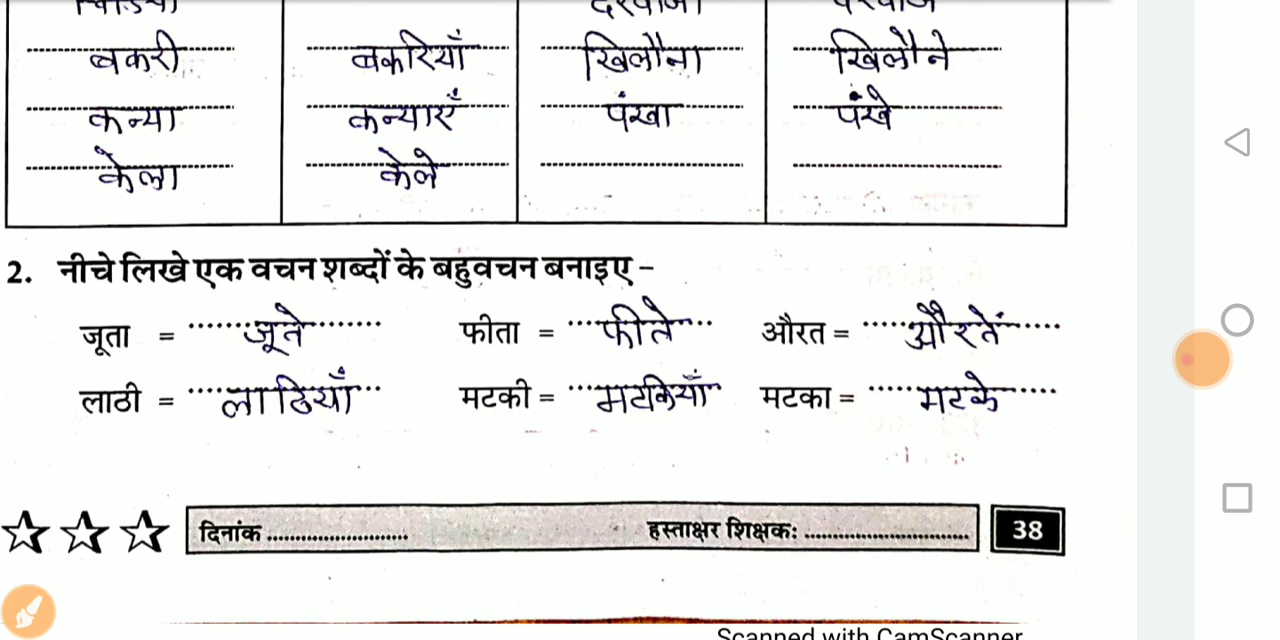 बकरी बकरियाँ खिलौना खिलौने
कन्या कन्याएँ पंखा पंखे
केला केले
2. नीचे लिखे एक वचन शब्दों के बहुवचन बनाइए –
जूता = जूते फीता = फीते औरत = औरतें
लाठी = लाठियाँ मटकी = मटकियाँ मटका = मटके
दिनांक ........................ हस्ताक्षर शिक्षक: ............................ 38
Scanned with CamScanner